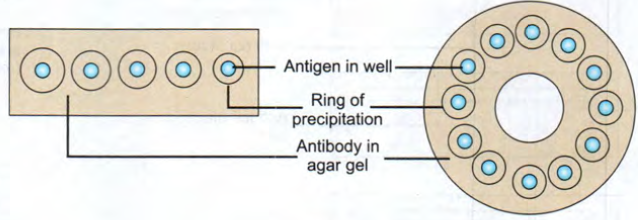 Antigen in well
Ring of
precipitation
Antibody in
agar gel